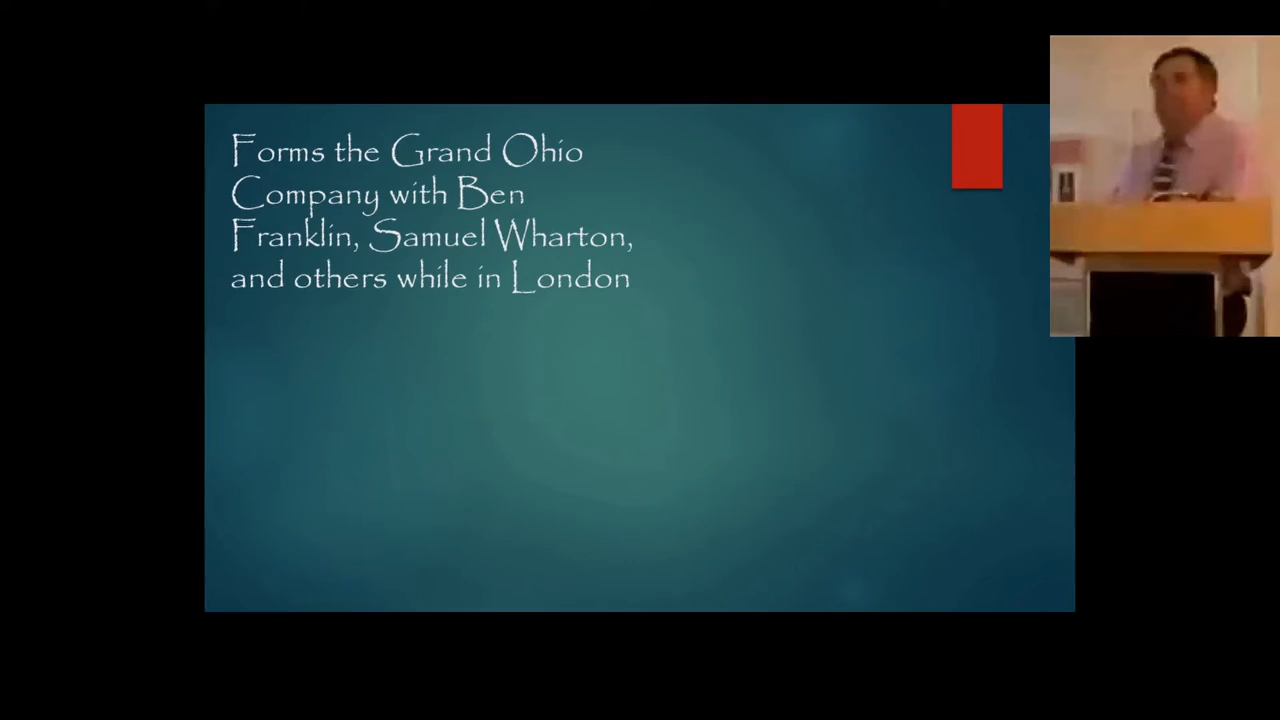 Forms the Grand Ohio
Company with Ben
Franklin, Samuel Wharton,
and others while in London